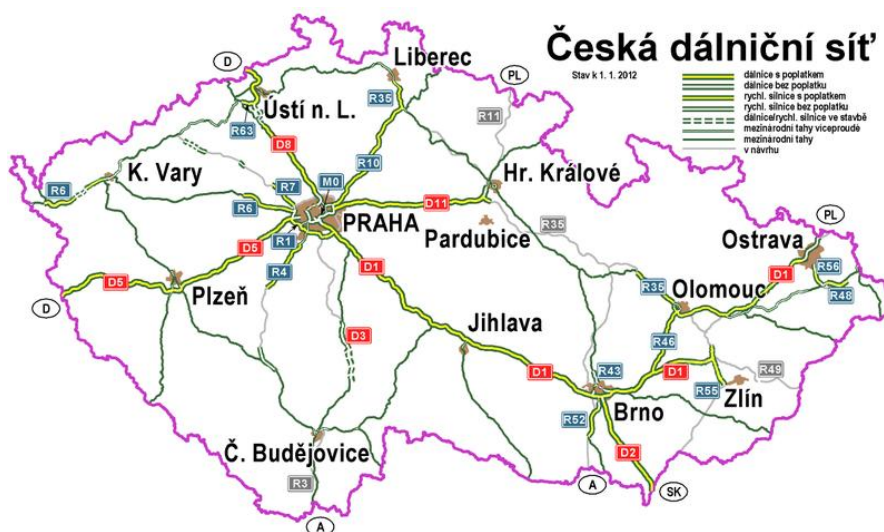 Česká dálniční síť
Stav k 1. 1. 2012
dálnice s poplatkem
dálnice bez poplatku
rychl. silnice s poplatkem
rychl. silnice bez poplatku
dálnice/rychl. silnice ve stavbě
mezinárodní tahy víceproudé
mezinárodní tahy
v návrhu
D
Liberec
PL
R35
R11
Ústí n. L.
R63
D8
R10
K. Vary
R7
M0
Hr. Králové
R6
R6
D11
PRAHA
R1
D5
R4
D1
Pardubice
R35
PL
Ostrava
D1
R56
D
D5
Plzeň
R35
Olomouc
R48
D3
Jihlava
R46
D1
R43
D1
R49
R55
Zlín
R52
Brno
Č. Budějovice
D2
R3
A
A
SK